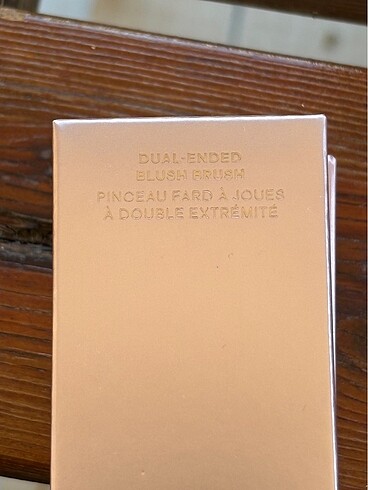 DUAL-ENDED
BLUSH BRUSH
PINCEAU FARD À JOUES
À DOUBLE EXTRÉMITÉ